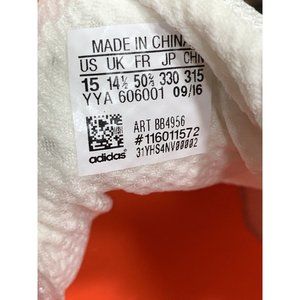 MADE IN CHINA
US UK FR JP CHN
15 14½ 50⅔ 330 315
YYA 606001 09/16
ART BB4956
#116011572
31YHS4NV00002
adidas